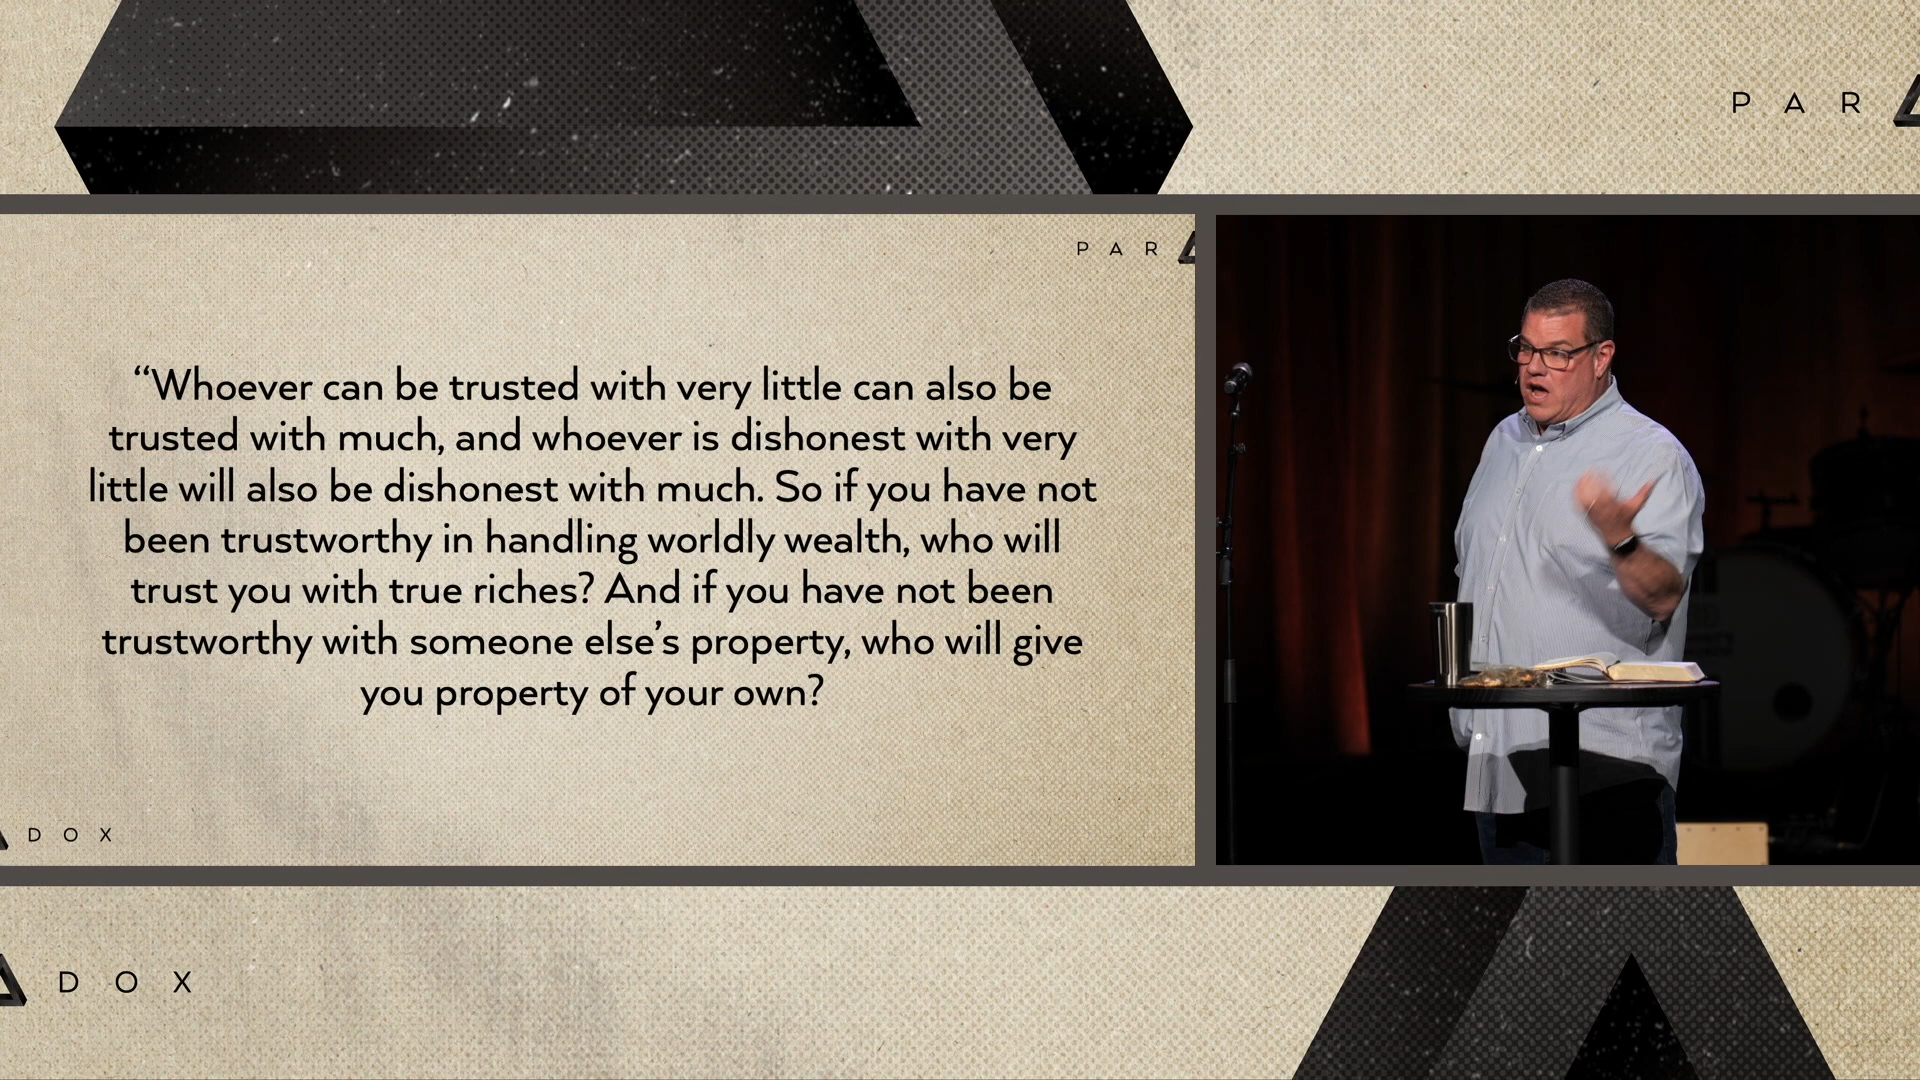 P A R
P A R
“Whoever can be trusted with very little can also be
trusted with much, and whoever is dishonest with very
little will also be dishonest with much. So if you have not
been trustworthy in handling worldly wealth, who will
trust you with true riches? And if you have not been
trustworthy with someone else’s property, who will give
you property of your own?
D O X
D O X